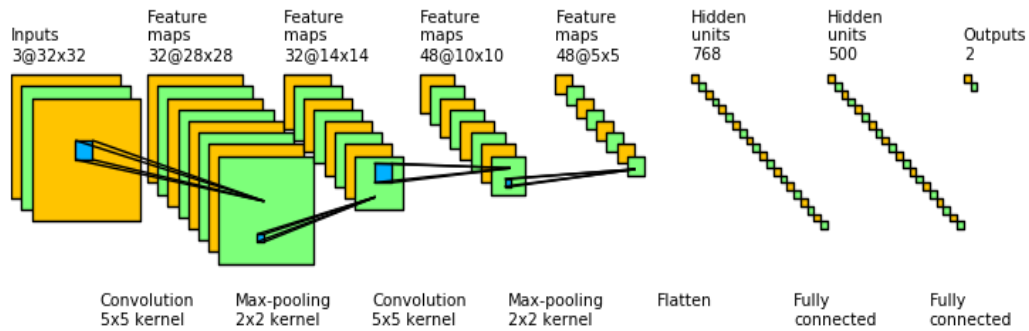 Inputs
3@32x32
Feature
maps
32@28x28
Feature
maps
32@14x14
Feature
maps
48@10x10
Feature
maps
48@5x5
Hidden
units
768
Hidden
units
500
Outputs
2
Convolution
5x5 kernel
Max-pooling
2x2 kernel
Convolution
5x5 kernel
Max-pooling
2x2 kernel
Flatten
Fully
connected
Fully
connected